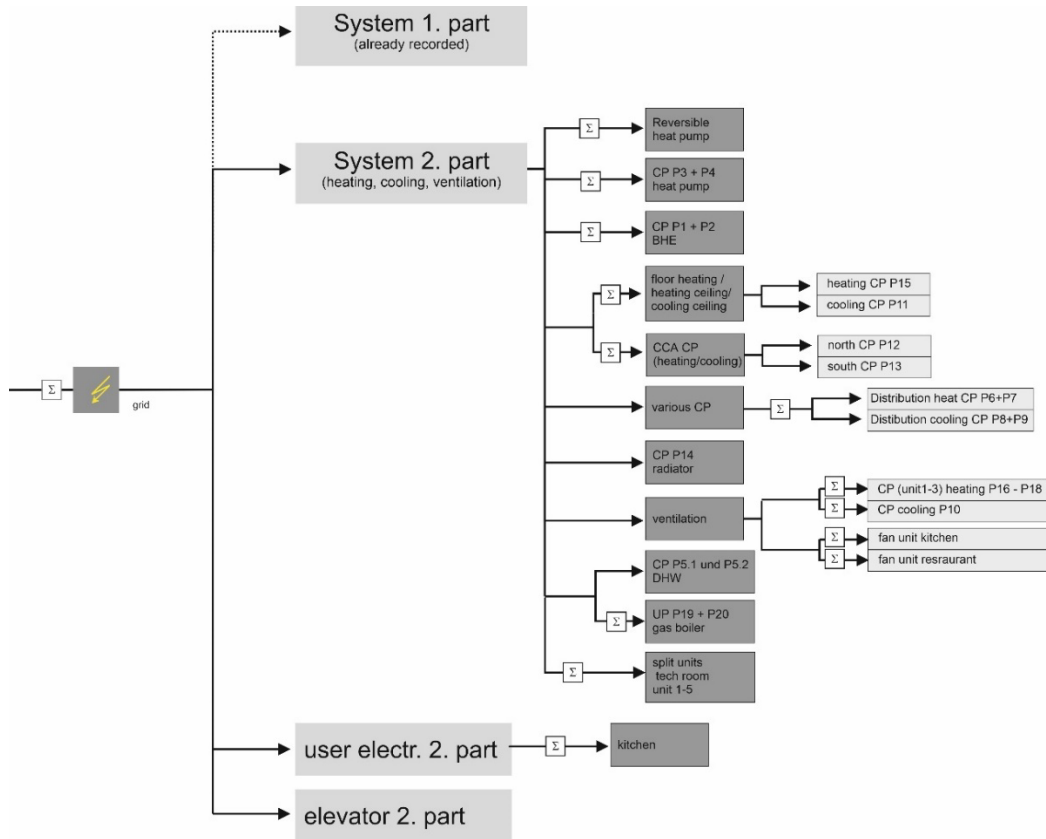 System 1. part
(already recorded)
Σ
Reversible
heat pump
System 2. part
(heating, cooling, ventilation)
Σ
CP P3 + P4
heat pump
Σ
CP P1 + P2
BHE
Σ
floor heating /
heating ceiling/
cooling ceiling
heating CP P15
cooling CP P11
Σ
CCA CP
(heating/cooling)
north CP P12
south CP P13
Σ
grid
various CP
Σ
Distribution heat CP P6+P7
Distibution cooling CP P8+P9
CP P14
radiator
ventilation
Σ
CP (unit1-3) heating P16 - P18
Σ
CP cooling P10
Σ
fan unit kitchen
Σ
fan unit resraurant
CP P5.1 und P5.2
DHW
Σ
UP P19 + P20
gas boiler
Σ
split units
tech room
unit 1-5
user electr. 2. part
Σ
kitchen
elevator 2. part